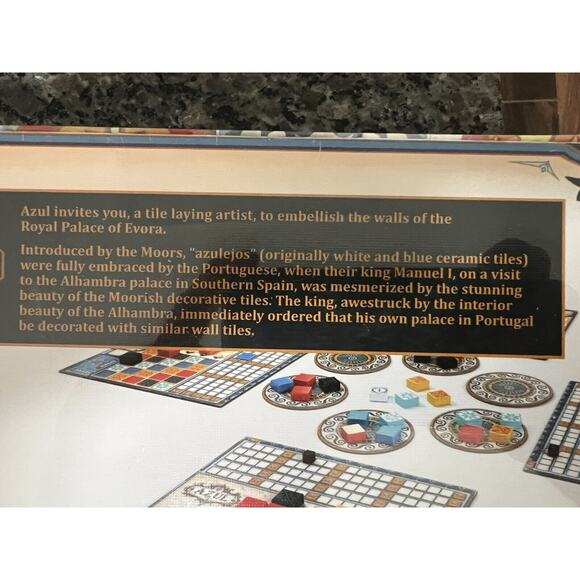 Azul invites you, a tile laying artist, to embellish the walls of the
Royal Palace of Evora.
Introduced by the Moors, "azulejos" (originally white and blue ceramic tiles)
were fully embraced by the Portuguese, when their king Manuel I, on a visit
to the Alhambra palace in Southern Spain, was mesmerized by the stunning
beauty of the Moorish decorative tiles. The king, awestruck by the interior
beauty of the Alhambra, immediately ordered that his own palace in Portugal
be decorated with similar wall tiles.
AZUL